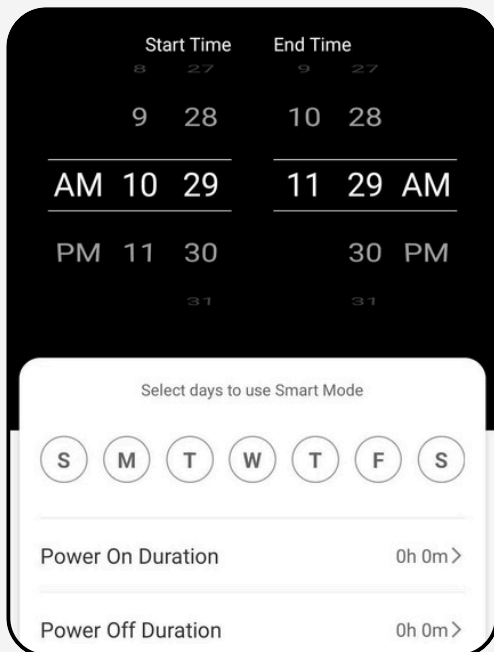 Start Time End Time
8 27 9 27
9 28 10 28
AM 10 29 11 29 AM
PM 11 30 30 PM
31 31
Select days to use Smart Mode
S M T W T F S
Power On Duration 0h 0m >
Power Off Duration 0h 0m >